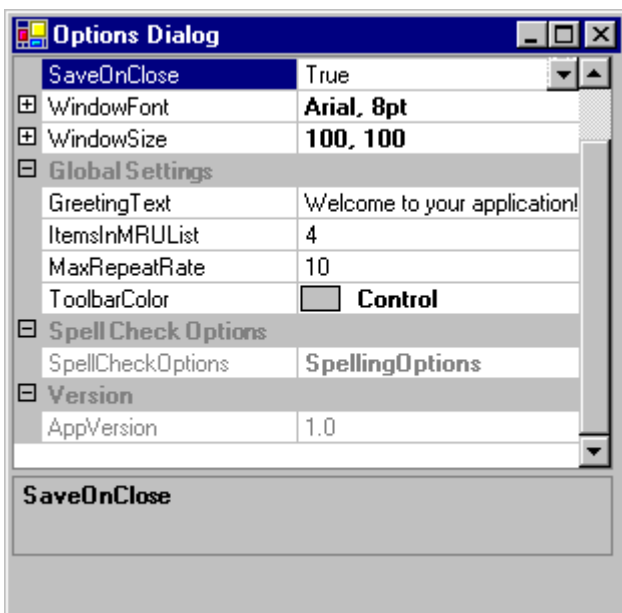 Options Dialog
SaveOnClose True
WindowFont Arial, 8pt
WindowSize 100, 100
Global Settings
GreetingText Welcome to your application!
ItemsInMRUList 4
MaxRepeatRate 10
ToolbarColor Control
Spell Check Options
SpellCheckOptions SpellingOptions
Version
AppVersion 1.0
SaveOnClose